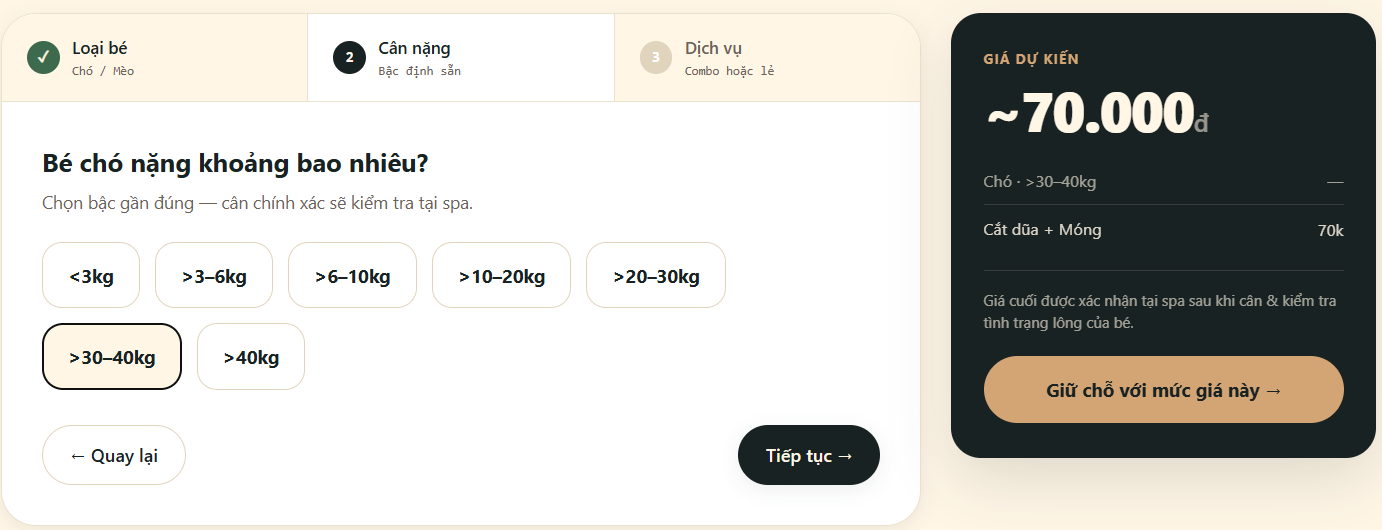 ✓ Loại bé
Chó / Mèo
2 Cân nặng
Bậc định sẵn
3 Dịch vụ
Combo hoặc lẻ
Bé chó nặng khoảng bao nhiêu?
Chọn bậc gần đúng — cân chính xác sẽ kiểm tra tại spa.
<3kg >3–6kg >6–10kg >10–20kg >20–30kg
>30–40kg >40kg
← Quay lại Tiếp tục →
GIÁ DỰ KIẾN
~70.000đ
Chó · >30–40kg —
Cắt dũa + Móng 70k
Giá cuối được xác nhận tại spa sau khi cân & kiểm tra
tình trạng lông của bé.
Giữ chỗ với mức giá này →